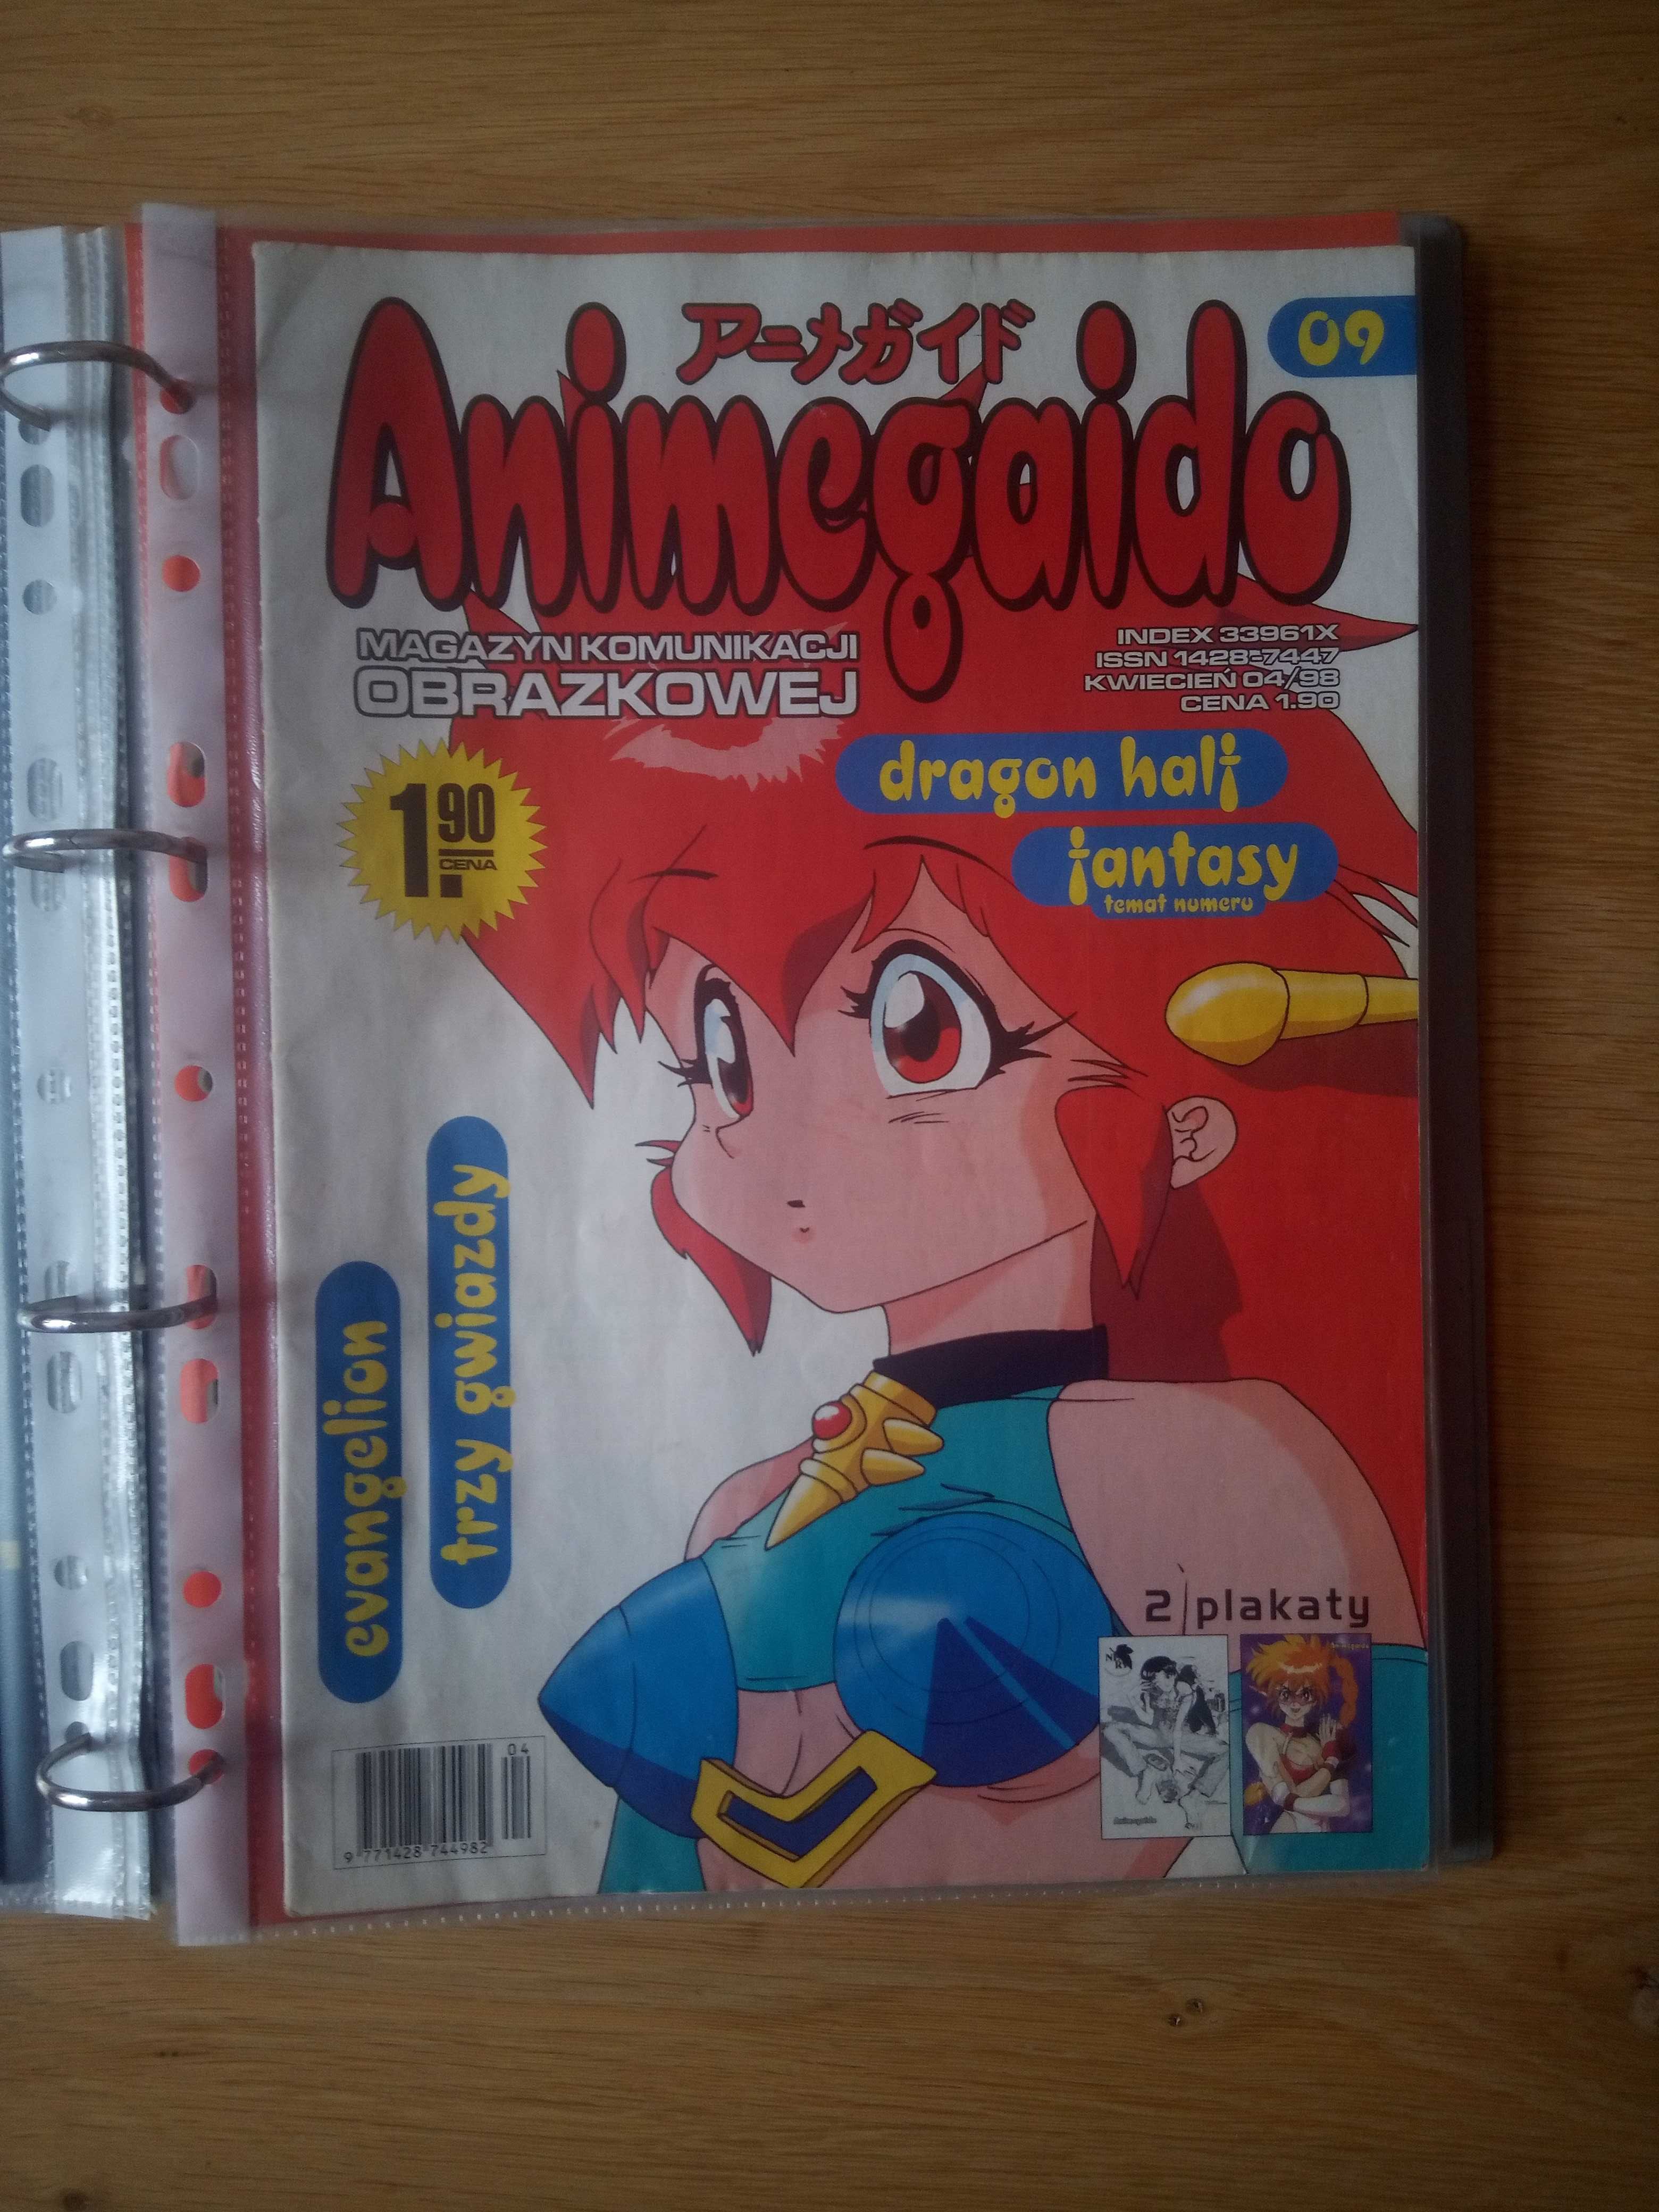 アニメガイド
09
Animegaido
MAGAZYN KOMUNIKACJI
OBRAZKOWEJ
INDEX 33961X
ISSN 1428-7447
KWIECIEŃ 04/98
CENA 1.90
1.90
CENA
dragon half
fantasy
temat numeru
evangelion
trzy gwiazdy
2 plakaty
Animegaido
Animegaido
04
9 771428 744982